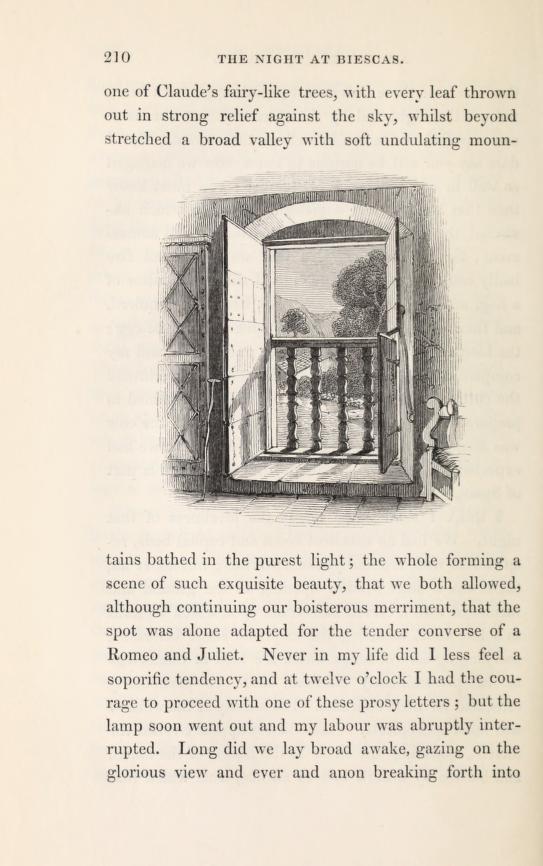 210 THE NIGHT AT BIESCAS.
one of Claude's fairy-like trees, with every leaf thrown
out in strong relief against the sky, whilst beyond
stretched a broad valley with soft undulating moun-
tains bathed in the purest light; the whole forming a
scene of such exquisite beauty, that we both allowed,
although continuing our boisterous merriment, that the
spot was alone adapted for the tender converse of a
Romeo and Juliet. Never in my life did I less feel a
soporific tendency, and at twelve o'clock I had the cou-
rage to proceed with one of these prosy letters; but the
lamp soon went out and my labour was abruptly inter-
rupted. Long did we lay broad awake, gazing on the
glorious view and ever and anon breaking forth into